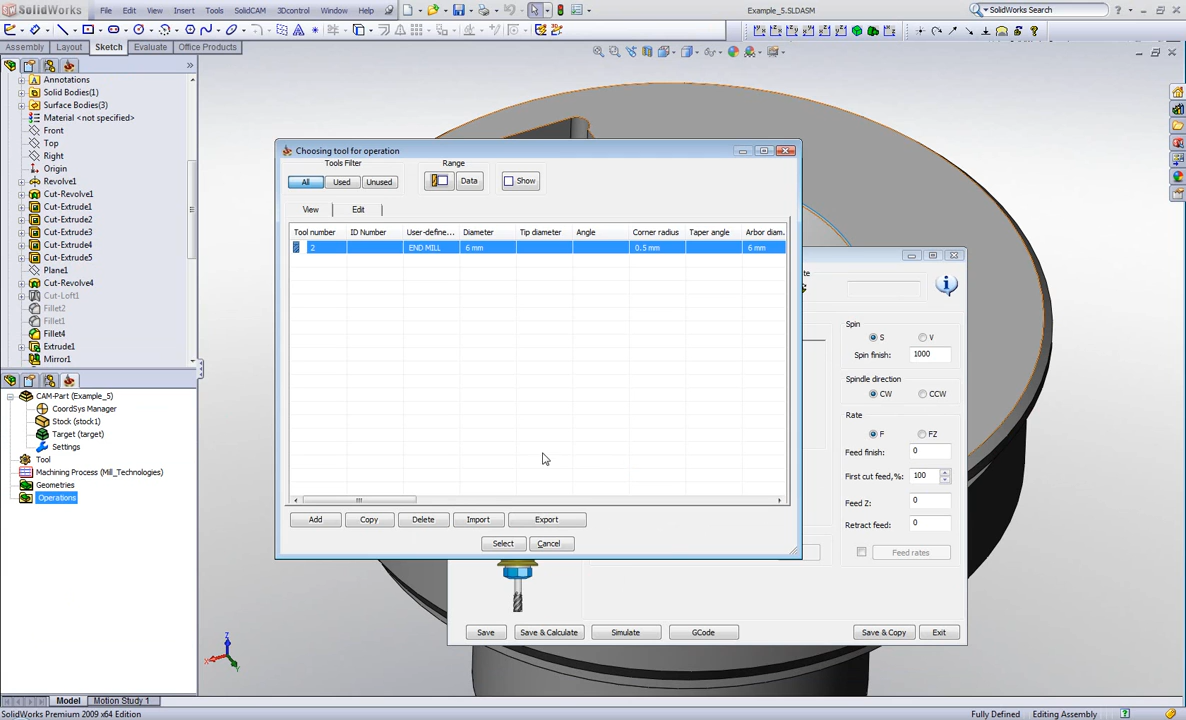 SolidWorks File Edit View Insert Tools SolidCAM 3Dcontrol Window Help Example_5.SLDASM SolidWorks Search
Assembly Layout Sketch Evaluate Office Products
Annotations
Solid Bodies(1)
Surface Bodies(3)
Material <not specified>
Front
Top
Right
Origin
Revolve1
Cut-Revolve1
Cut-Extrude1
Cut-Extrude2
Cut-Extrude3
Cut-Extrude4
Cut-Extrude5
Plane1
Cut-Revolve4
Cut-Loft1
Fillet2
Fillet1
Fillet4
Extrude1
Mirror1
CAM-Part (Example_5)
CoordSys Manager
Stock (stock1)
Target (target)
Settings
Tool
Machining Process (Mill_Technologies)
Geometries
Operations
Choosing tool for operation
Tools Filter Range
All Used Unused Data Show
View Edit
Tool number ID Number User-define... Diameter Tip diameter Angle Corner radius Taper angle Arbor diam.
2 END MILL 6 mm 0.5 mm 6 mm
Add Copy Delete Import Export
Select Cancel
te
Spin
S V
Spin finish: 1000
Spindle direction
CW CCW
Rate
F FZ
Feed finish: 0
First cut feed,% 100
Feed Z: 0
Retract feed: 0
Feed rates
Save Save & Calculate Simulate GCode Save & Copy Exit
Z
X
Model Motion Study 1
SolidWorks Premium 2009 x64 Edition Fully Defined Editing Assembly